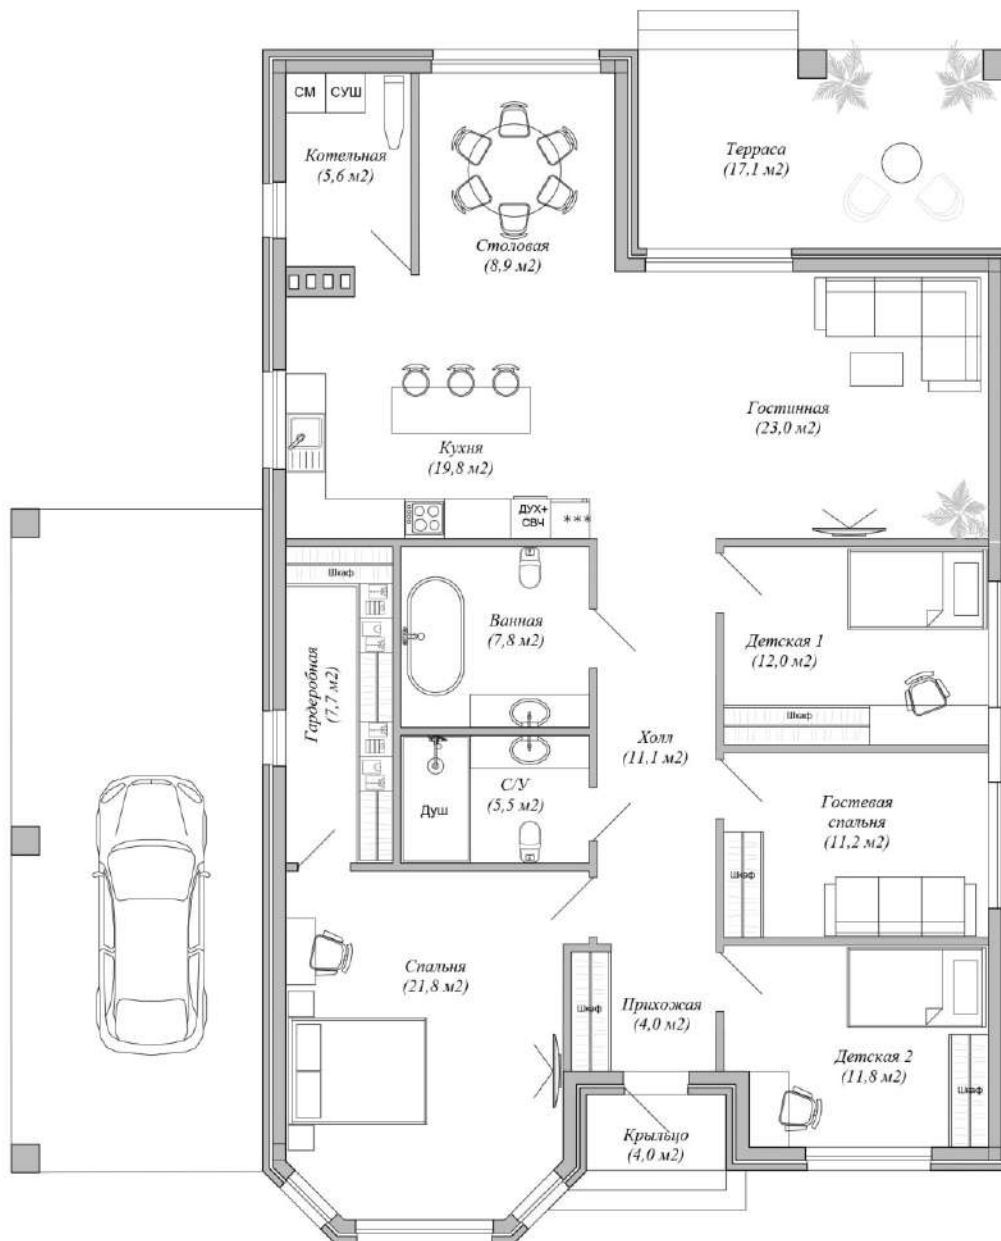 СМ
СУШ
Котельная
(5,6 м2)
Столовая
(8,9 м2)
Терраса
(17,1 м2)
Гостинная
(23,0 м2)
Кухня
(19,8 м2)
ДУХ+
СВЧ
***
Шкаф
Ванная
(7,8 м2)
Детская 1
(12,0 м2)
Гардеробная
(7,7 м2)
Шкаф
Холл
(11,1 м2)
С/У
(5,5 м2)
Душ
Гостевая
спальня
(11,2 м2)
Шкаф
Спальня
(21,8 м2)
Шкаф
Прихожая
(4,0 м2)
Детская 2
(11,8 м2)
Шкаф
Крыльцо
(4,0 м2)